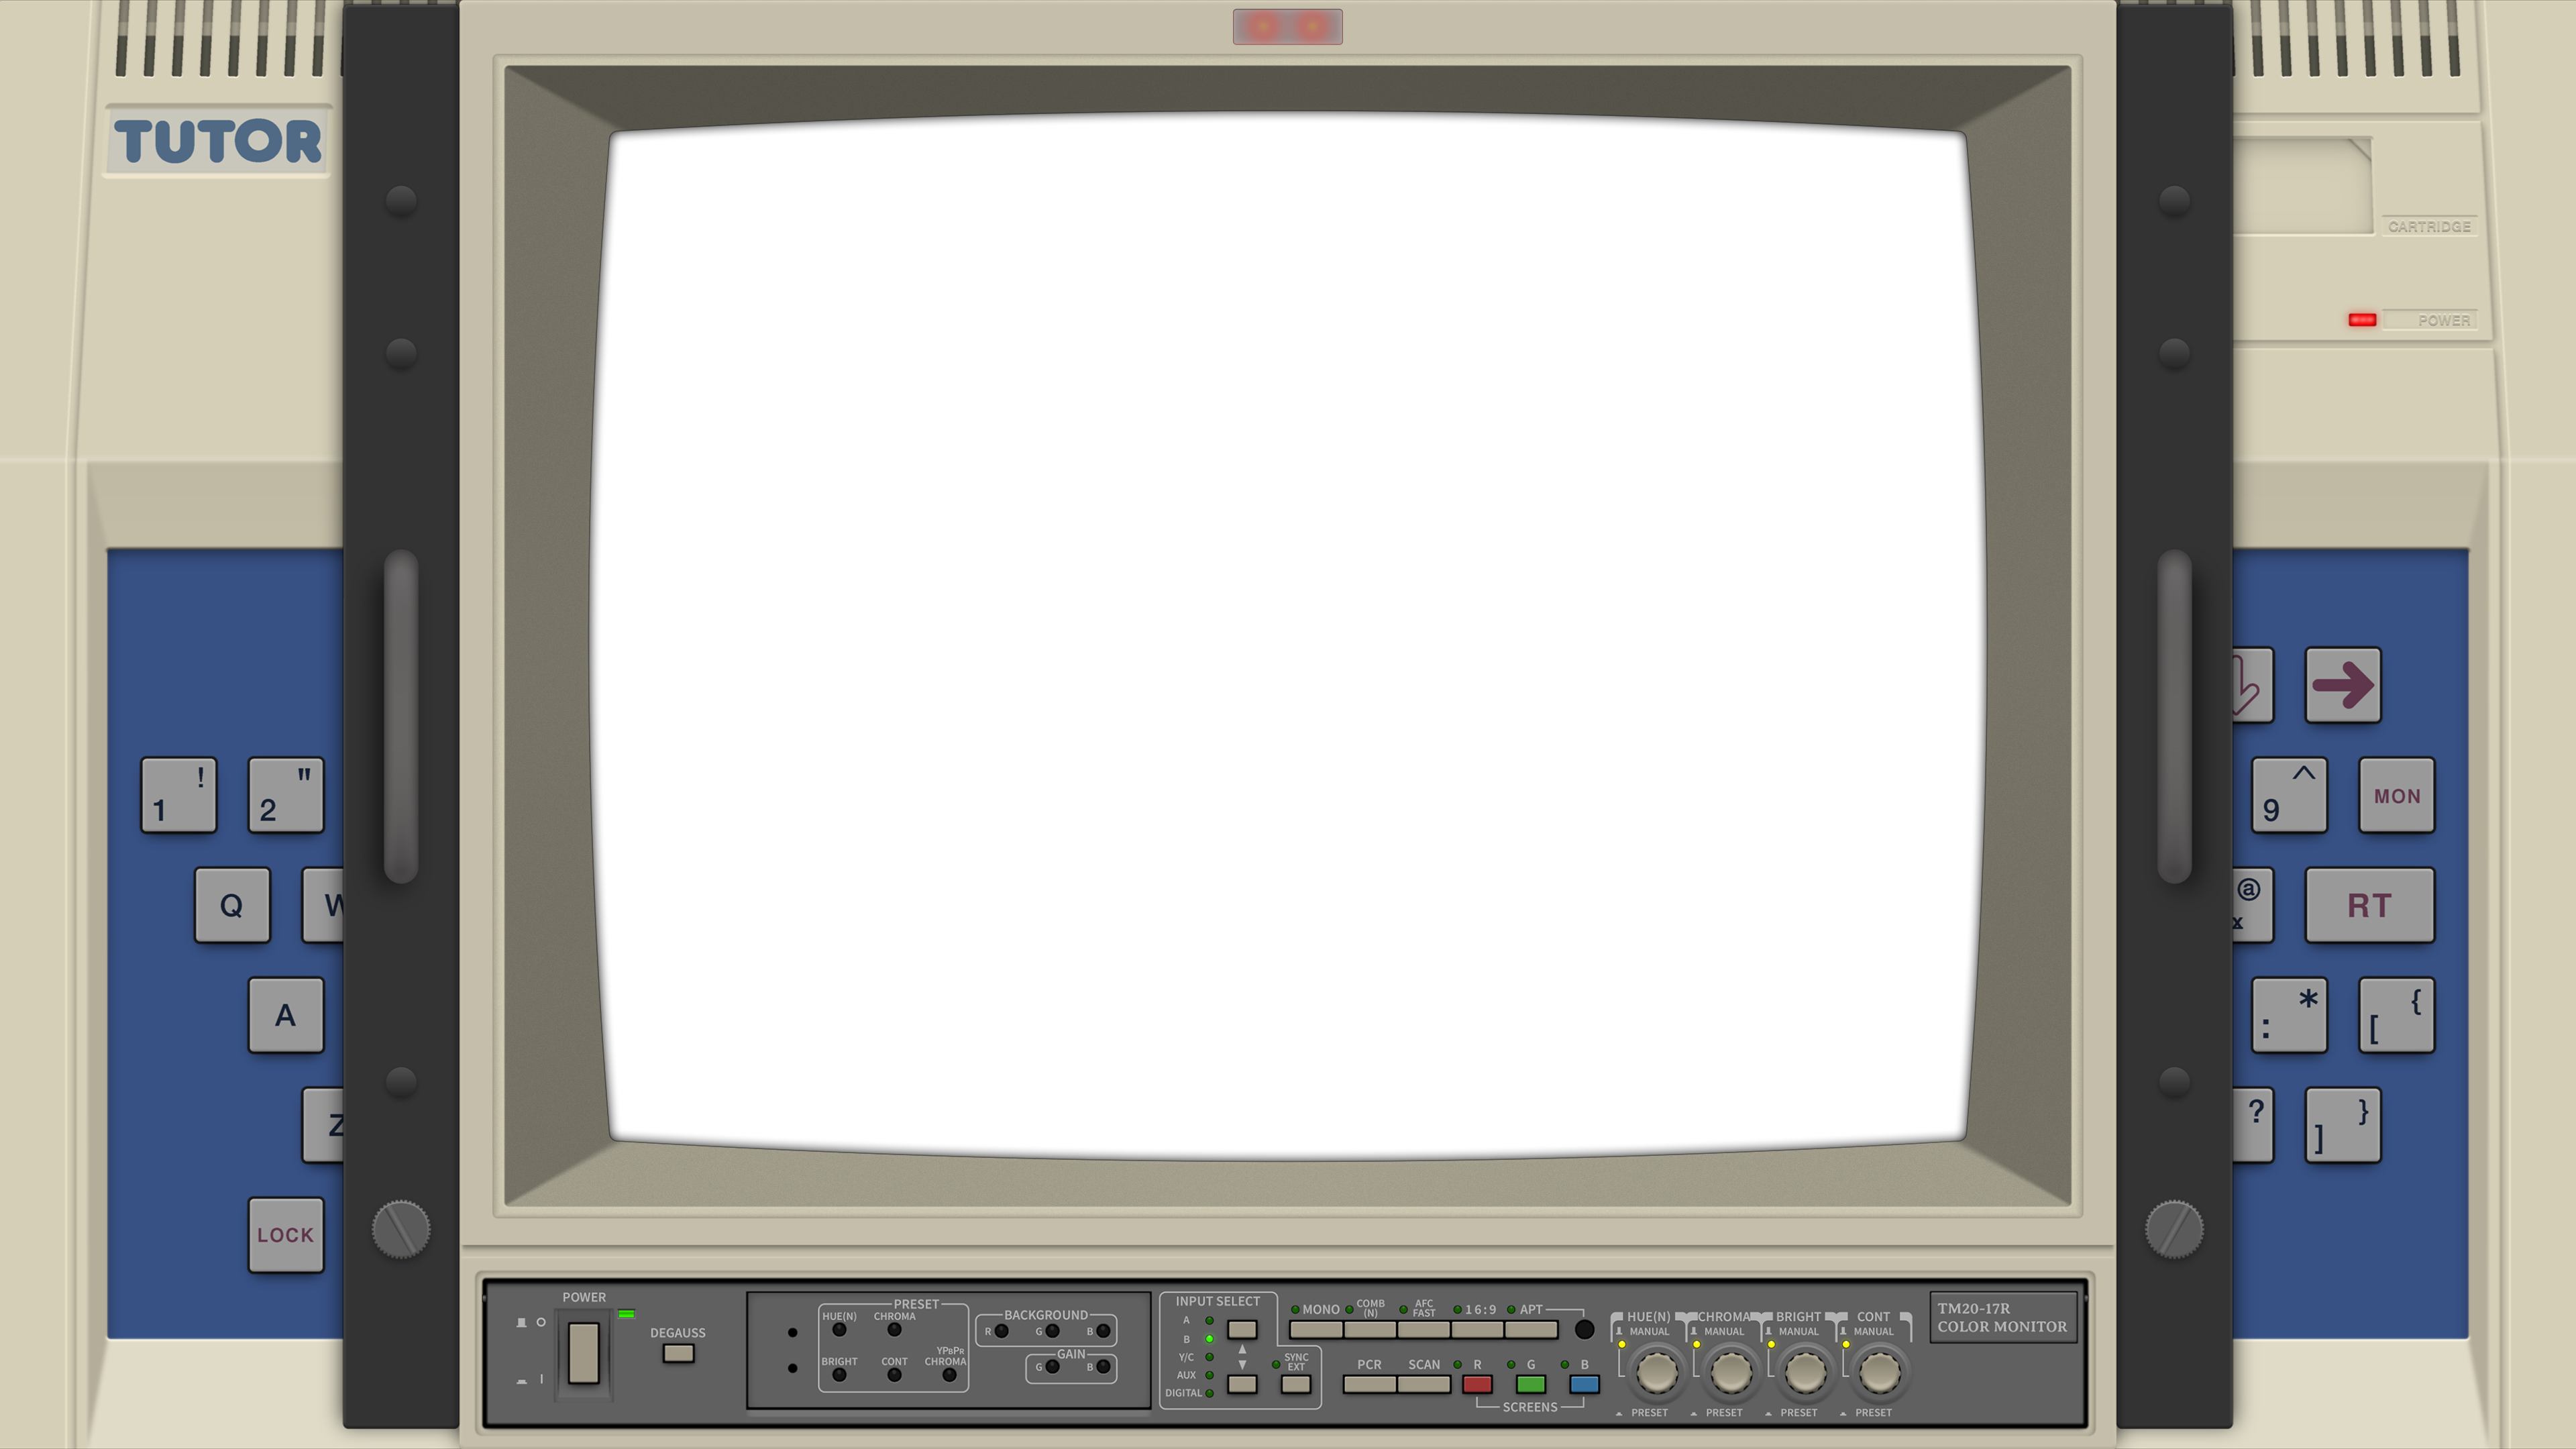 TUTOR
CARTRIDGE
POWER
! 1
" 2
^ 9
MON
Q
W
@
x
RT
A
* :
{ [
Z
?
} ]
LOCK
POWER
DEGAUSS
PRESET
HUE(N) CHROMA
BRIGHT CONT YPBPR CHROMA
BACKGROUND
R G B
GAIN
G B
INPUT SELECT
A
B
Y/C
AUX
DIGITAL
SYNC EXT
MONO COMB (N) AFC FAST 16:9 APT
PCR SCAN R G B
SCREENS
HUE(N) CHROMA BRIGHT CONT
MANUAL MANUAL MANUAL MANUAL
PRESET PRESET PRESET PRESET
TM20-17R
COLOR MONITOR